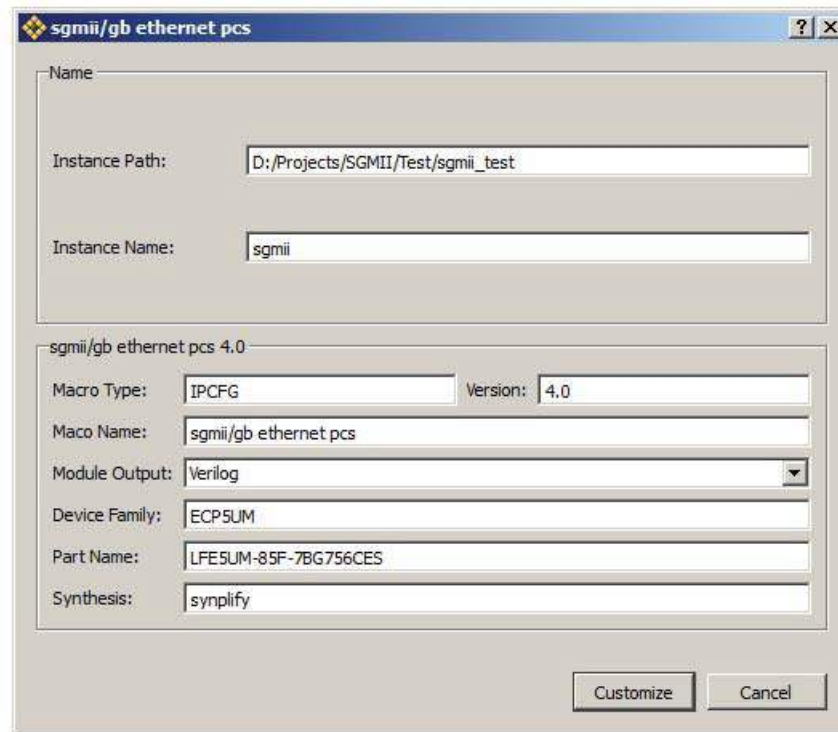 sgmii/gb ethernet pcs
Name
Instance Path: D:/Projects/SGMII/Test/sgmii_test
Instance Name: sgmii
sgmii/gb ethernet pcs 4.0
Macro Type: IPCFG Version: 4.0
Maco Name: sgmii/gb ethernet pcs
Module Output: Verilog
Device Family: ECP5UM
Part Name: LFE5UM-85F-7BG756CES
Synthesis: synplify
Customize Cancel